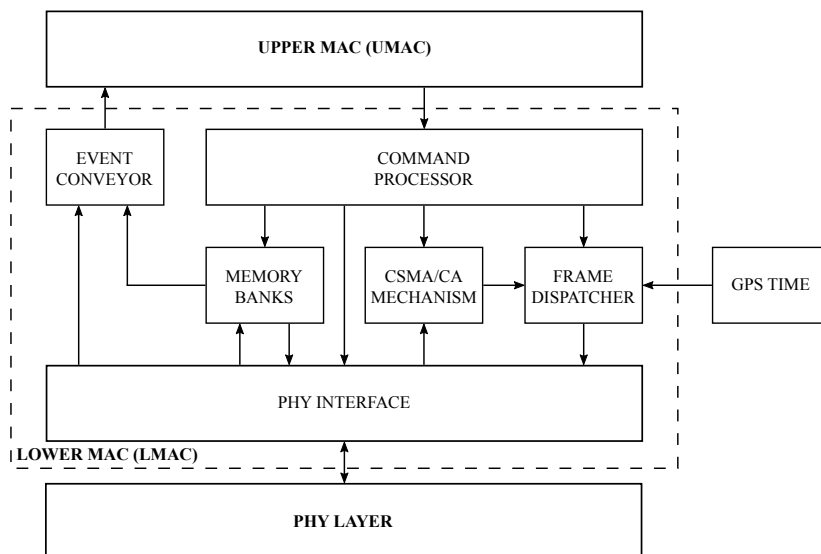 UPPER MAC (UMAC)
EVENT
CONVEYOR
COMMAND
PROCESSOR
MEMORY
BANKS
CSMA/CA
MECHANISM
FRAME
DISPATCHER
GPS TIME
PHY INTERFACE
LOWER MAC (LMAC)
PHY LAYER